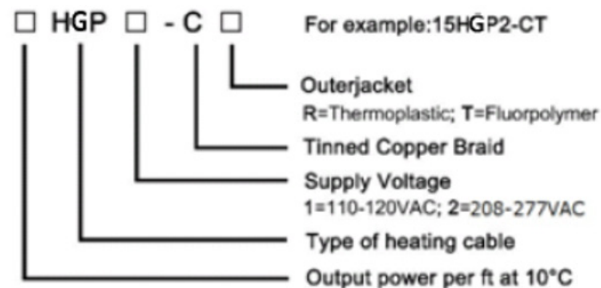 □ HGP □ - C □ For example:15HGP2-CT
Outerjacket
R=Thermoplastic; T=Fluorpolymer
Tinned Copper Braid
Supply Voltage
1=110-120VAC; 2=208-277VAC
Type of heating cable
Output power per ft at 10°C